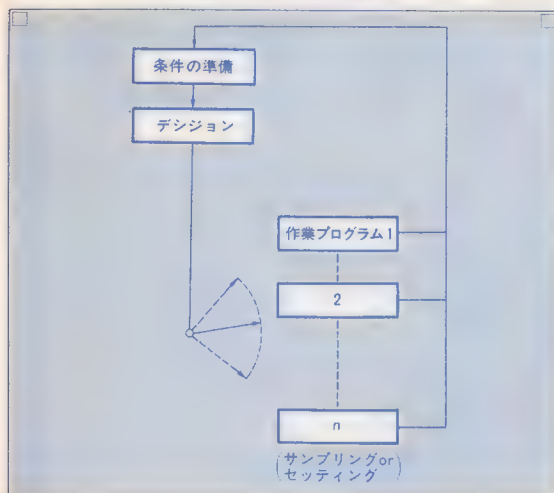 条件の準備
デシジョン
作業プログラム1
2
n
(サンプリングor
セッティング)